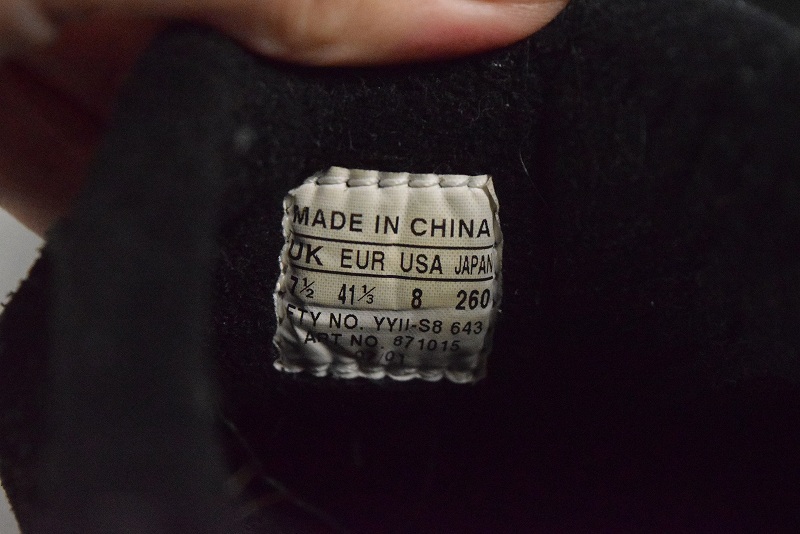 MADE IN CHINA
UK EUR USA JAPAN
7½ 41⅓ 8 260
FTY NO. YYII-S8 643
ART NO. 671015